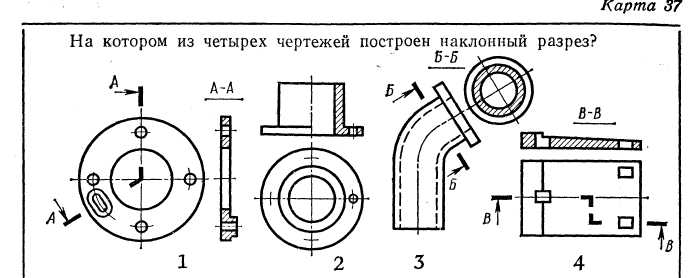 Карта 37
На котором из четырех чертежей построен наклонный разрез?
А
А-А
Б-Б
Б
В-В
А
Б
В
В
1
2
3
4